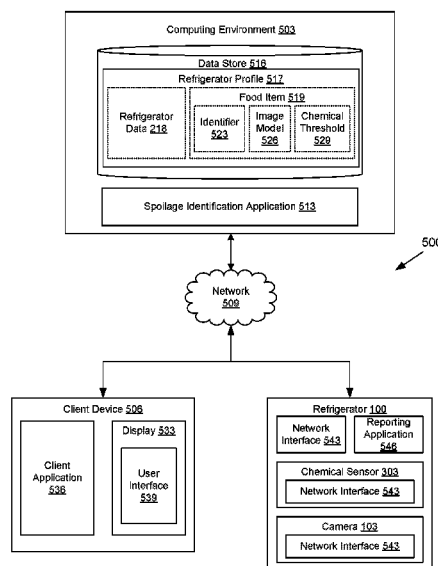 Computing Environment 503
Data Store 516
Refrigerator Profile 517
Food Item 519
Refrigerator
Data 218
Identifier
523
Image
Model
526
Chemical
Threshold
529
Spoilage Identification Application 513
500
Network
509
Client Device 506
Client
Application
536
Display 533
User
Interface
539
Refrigerator 100
Network
Interface 543
Reporting
Application
546
Chemical Sensor 303
Network Interface 543
Camera 103
Network Interface 543